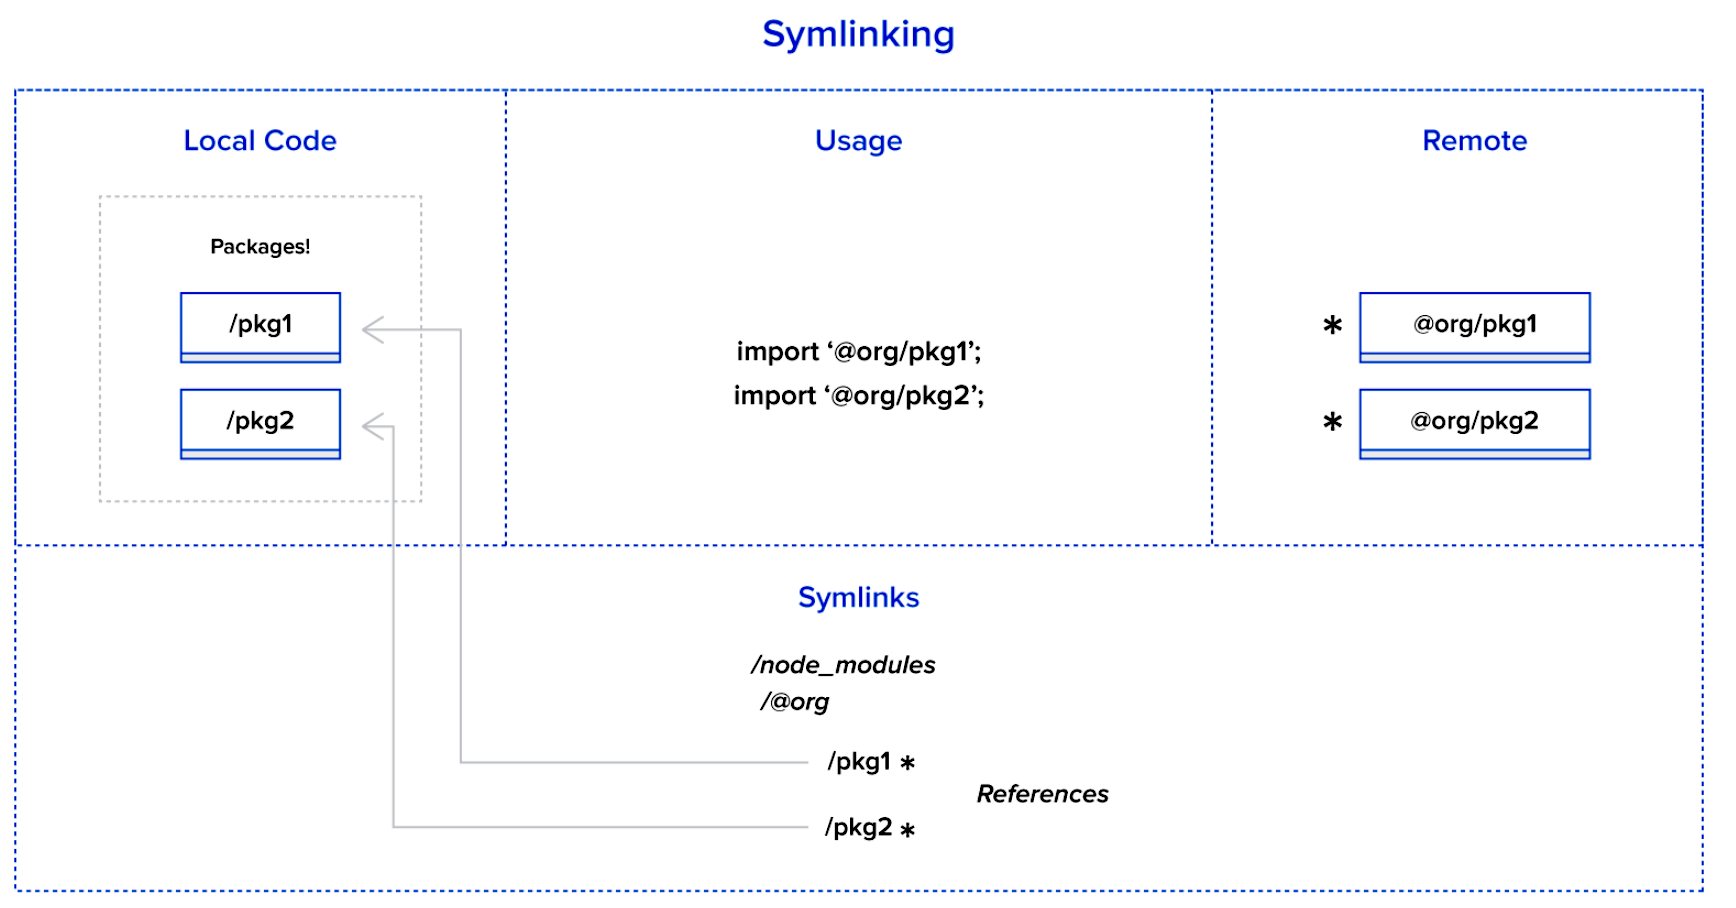 Symlinking
Local Code
Usage
Remote
Packages!
/pkg1
/pkg2
import ‘@org/pkg1’;
import ‘@org/pkg2’;
* @org/pkg1
* @org/pkg2
Symlinks
/node_modules
/@org
/pkg1 *
References
/pkg2 *